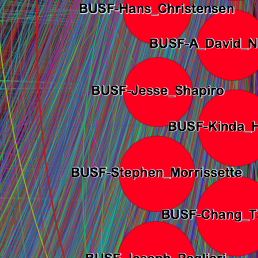 BUSF-Hans_Christensen
BUSF-A_David_N
BUSF-Jesse_Shapiro
BUSF-Kinda_H
BUSF-Stephen_Morrissette
BUSF-Chang_T